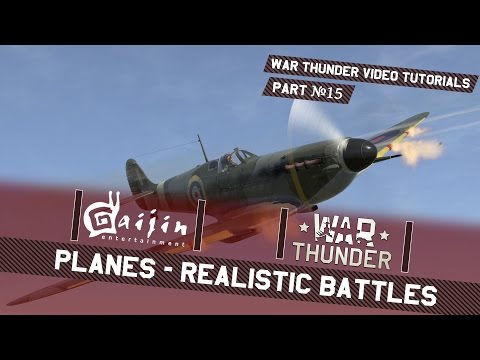 WAR THUNDER VIDEO TUTORIALS
PART №15
Gaijin
entertainment
WAR
THUNDER
PLANES - REALISTIC BATTLES